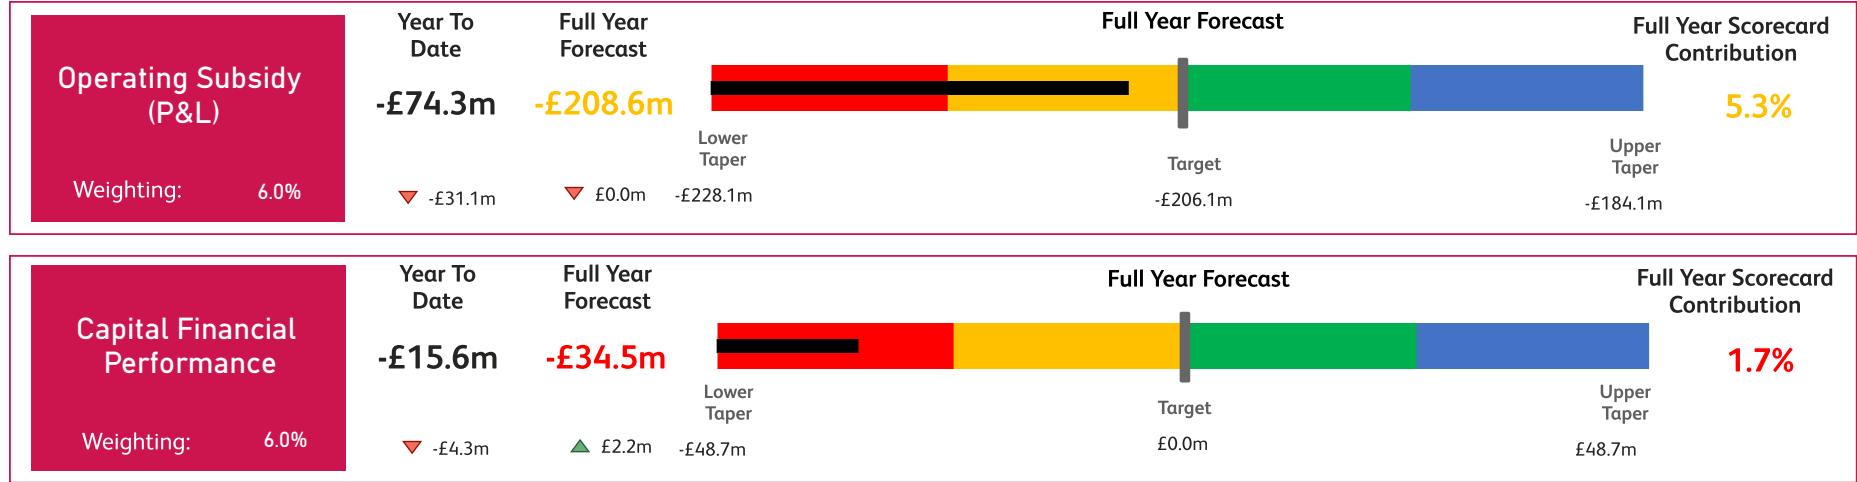 Operating Subsidy
(P&L)
Weighting: 6.0%
Year To
Date
-£74.3m
-£31.1m
Full Year
Forecast
-£208.6m
£0.0m
Full Year Forecast
Lower
Taper
-£228.1m
Target
-£206.1m
Upper
Taper
-£184.1m
Full Year Scorecard
Contribution
5.3%
Capital Financial
Performance
Weighting: 6.0%
Year To
Date
-£15.6m
-£4.3m
Full Year
Forecast
-£34.5m
£2.2m
Full Year Forecast
Lower
Taper
-£48.7m
Target
£0.0m
Upper
Taper
£48.7m
Full Year Scorecard
Contribution
1.7%